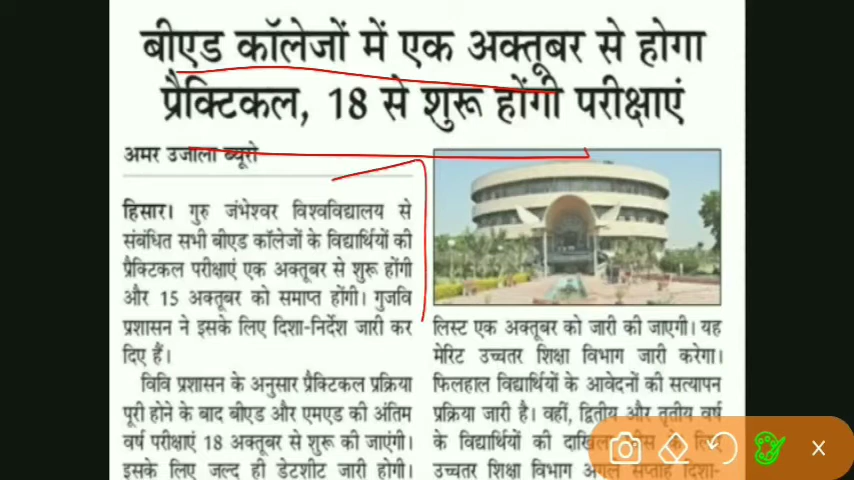 बीएड कॉलेजों में एक अक्तूबर से होगा
प्रैक्टिकल, 18 से शुरू होंगी परीक्षाएं
अमर उजाला ब्यूरो
हिसार। गुरु जंभेश्वर विश्वविद्यालय से
संबंधित सभी बीएड कॉलेजों के विद्यार्थियों की
प्रैक्टिकल परीक्षाएं एक अक्तूबर से शुरू होंगी
और 15 अक्तूबर को समाप्त होंगी। गुजवि
प्रशासन ने इसके लिए दिशा-निर्देश जारी कर
दिए हैं।
विवि प्रशासन के अनुसार प्रैक्टिकल प्रक्रिया
पूरी होने के बाद बीएड और एमएड की अंतिम
वर्ष परीक्षाएं 18 अक्तूबर से शुरू की जाएंगी।
इसके लिए जल्द ही डेटशीट जारी होगी।
लिस्ट एक अक्तूबर को जारी की जाएगी। यह
मेरिट उच्चतर शिक्षा विभाग जारी करेगा।
फिलहाल विद्यार्थियों के आवेदनों की सत्यापन
प्रक्रिया जारी है। वहीं, द्वितीय और तृतीय वर्ष
के विद्यार्थियों की दाखिला फीस के लिए
उच्चतर शिक्षा विभाग अगले सप्ताह दिशा-